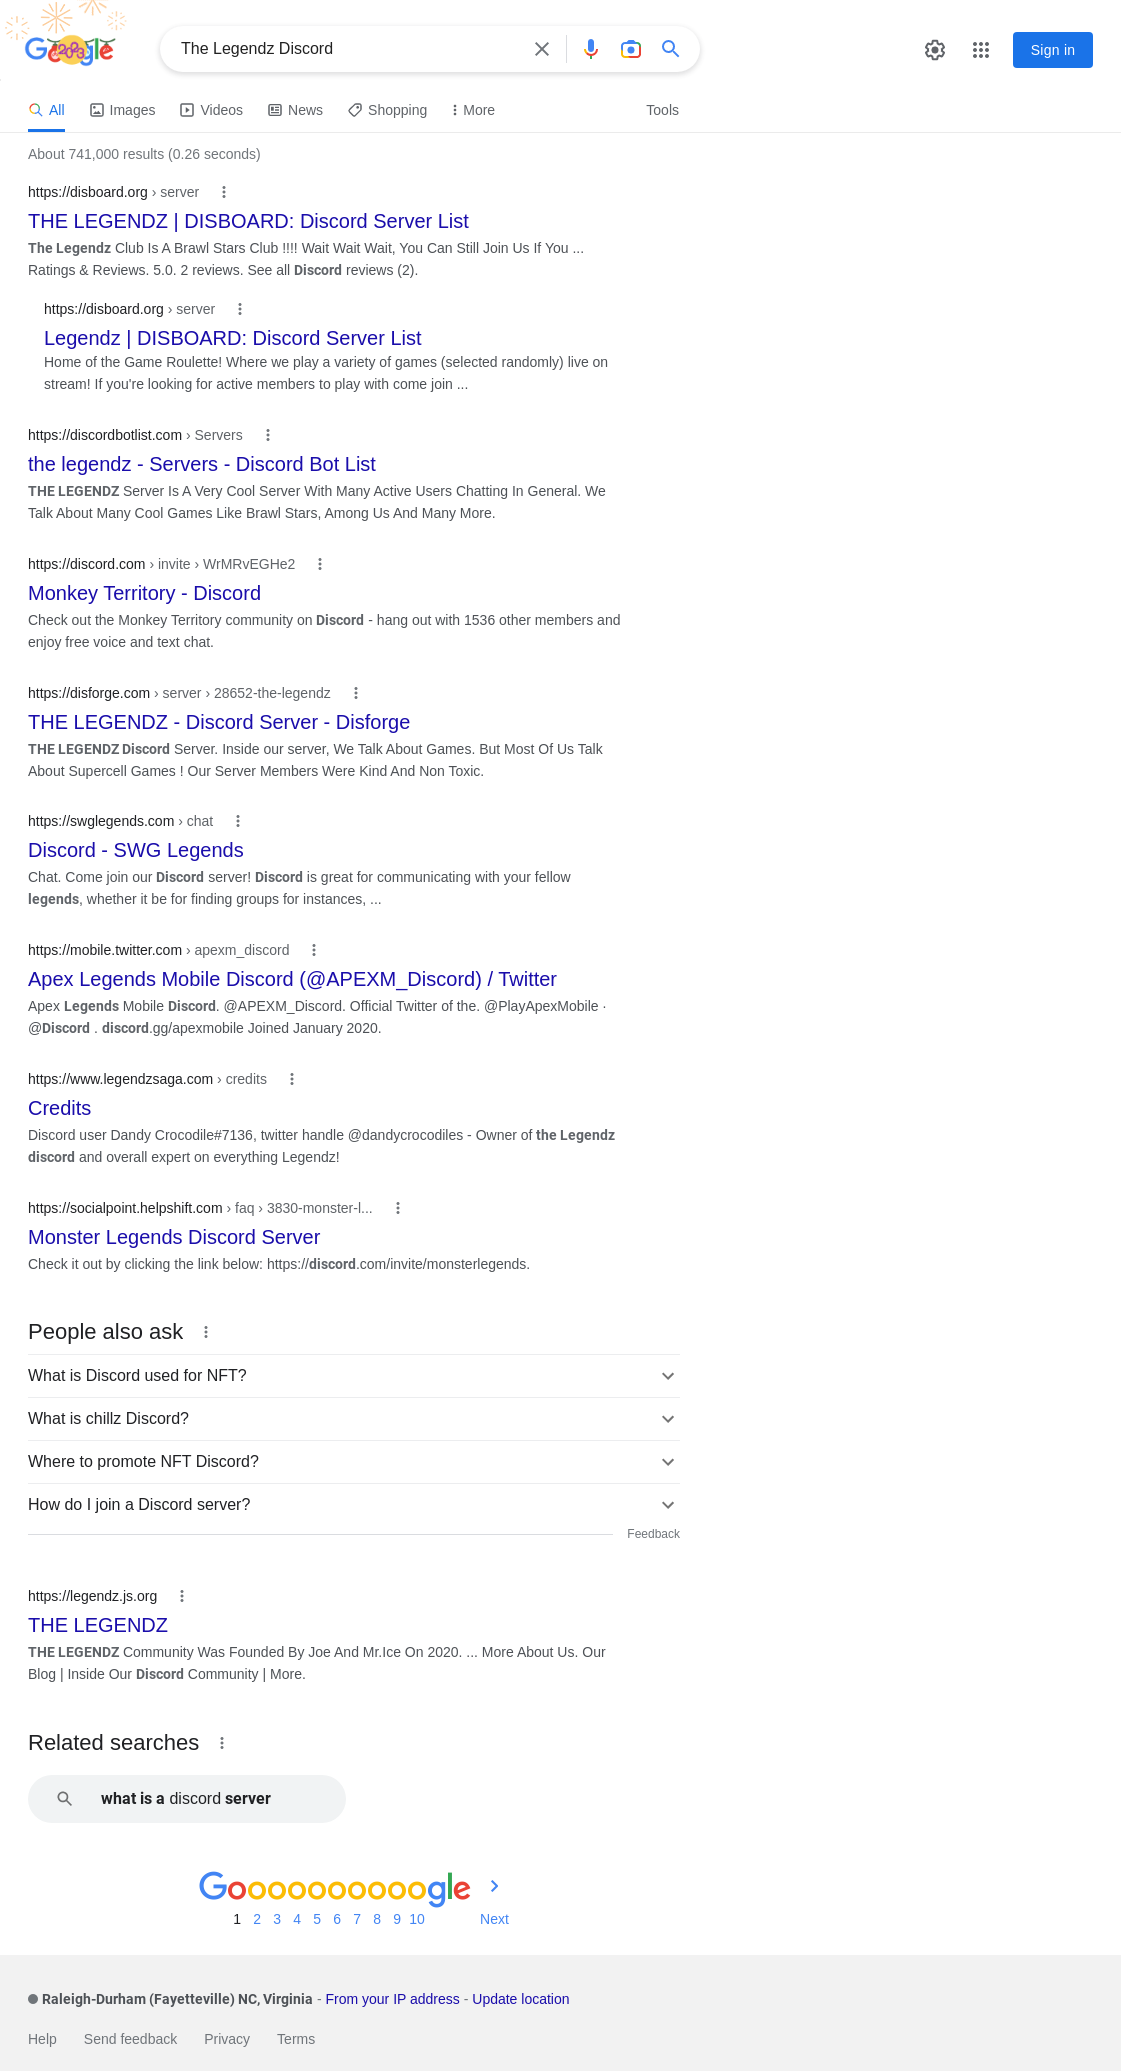 Google
The Legendz Discord
Sign in
All
Images
Videos
News
Shopping
More
Tools
About 741,000 results (0.26 seconds)
https://disboard.org › server
THE LEGENDZ | DISBOARD: Discord Server List
The Legendz Club Is A Brawl Stars Club !!!! Wait Wait Wait, You Can Still Join Us If You ...
Ratings & Reviews. 5.0. 2 reviews. See all Discord reviews (2).
https://disboard.org › server
Legendz | DISBOARD: Discord Server List
Home of the Game Roulette! Where we play a variety of games (selected randomly) live on
stream! If you're looking for active members to play with come join ...
https://discordbotlist.com › Servers
the legendz - Servers - Discord Bot List
THE LEGENDZ Server Is A Very Cool Server With Many Active Users Chatting In General. We
Talk About Many Cool Games Like Brawl Stars, Among Us And Many More.
https://discord.com › invite › WrMRvEGHe2
Monkey Territory - Discord
Check out the Monkey Territory community on Discord - hang out with 1536 other members and
enjoy free voice and text chat.
https://disforge.com › server › 28652-the-legendz
THE LEGENDZ - Discord Server - Disforge
THE LEGENDZ Discord Server. Inside our server, We Talk About Games. But Most Of Us Talk
About Supercell Games ! Our Server Members Were Kind And Non Toxic.
https://swglegends.com › chat
Discord - SWG Legends
Chat. Come join our Discord server! Discord is great for communicating with your fellow
legends, whether it be for finding groups for instances, ...
https://mobile.twitter.com › apexm_discord
Apex Legends Mobile Discord (@APEXM_Discord) / Twitter
Apex Legends Mobile Discord. @APEXM_Discord. Official Twitter of the. @PlayApexMobile ·
@Discord . discord.gg/apexmobile Joined January 2020.
https://www.legendzsaga.com › credits
Credits
Discord user Dandy Crocodile#7136, twitter handle @dandycrocodiles - Owner of the Legendz
discord and overall expert on everything Legendz!
https://socialpoint.helpshift.com › faq › 3830-monster-l...
Monster Legends Discord Server
Check it out by clicking the link below: https://discord.com/invite/monsterlegends.
People also ask
What is Discord used for NFT?
What is chillz Discord?
Where to promote NFT Discord?
How do I join a Discord server?
Feedback
https://legendz.js.org
THE LEGENDZ
THE LEGENDZ Community Was Founded By Joe And Mr.Ice On 2020. ... More About Us. Our
Blog | Inside Our Discord Community | More.
Related searches
what is a discord server
Goooooooooogle
1 2 3 4 5 6 7 8 9 10 Next
Raleigh-Durham (Fayetteville) NC, Virginia - From your IP address - Update location
Help Send feedback Privacy Terms